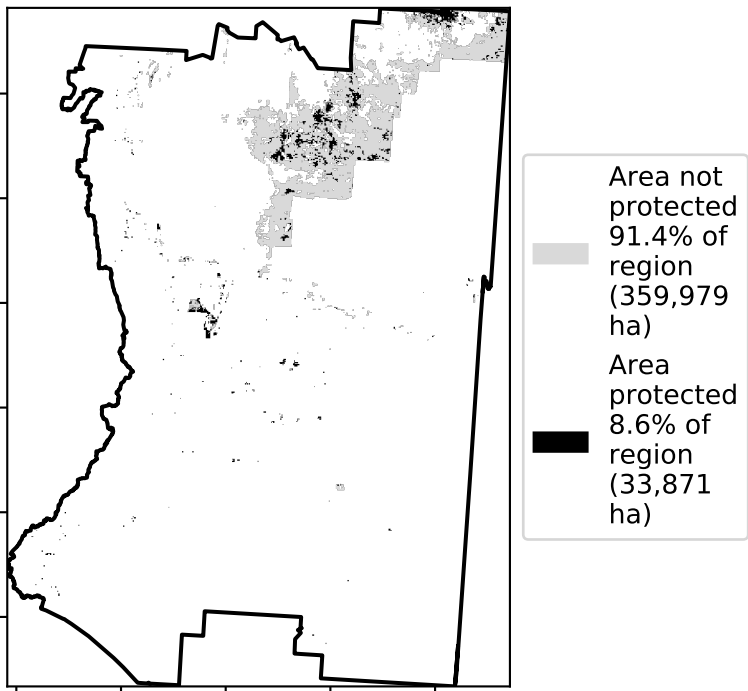 Area not
protected
91.4% of
region
(359,979
ha)
Area
protected
8.6% of
region
(33,871
ha)